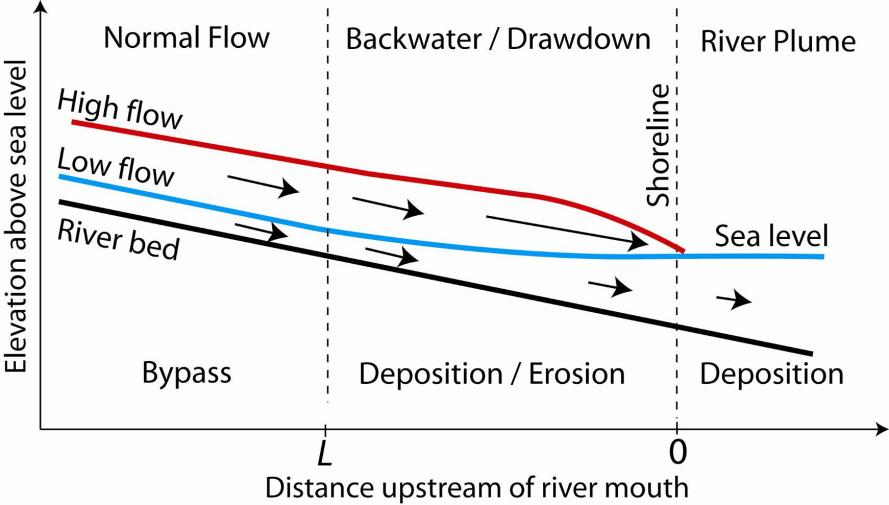 Normal Flow
Backwater / Drawdown
River Plume
Elevation above sea level
High flow
Low flow
River bed
Shoreline
Sea level
Bypass
Deposition / Erosion
Deposition
L
0
Distance upstream of river mouth